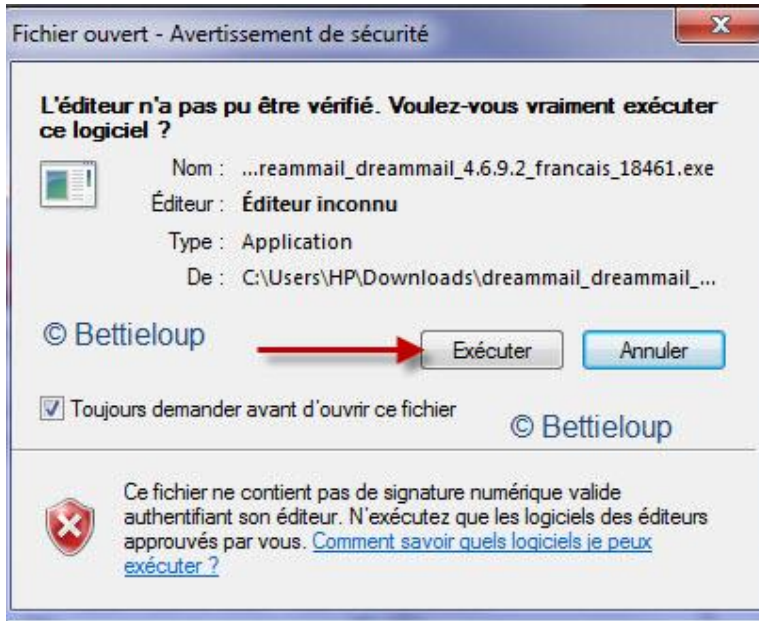 Fichier ouvert - Avertissement de sécurité
L'éditeur n'a pas pu être vérifié. Voulez-vous vraiment exécuter
ce logiciel ?
Nom : ...reammail_dreammail_4.6.9.2_francais_18461.exe
Éditeur : Éditeur inconnu
Type : Application
De : C:\Users\HP\Downloads\dreammail_dreammail_...
© Bettieloup
Exécuter Annuler
Toujours demander avant d'ouvrir ce fichier
© Bettieloup
Ce fichier ne contient pas de signature numérique valide
authentifiant son éditeur. N'exécutez que les logiciels des éditeurs
approuvés par vous. Comment savoir quels logiciels je peux
exécuter ?